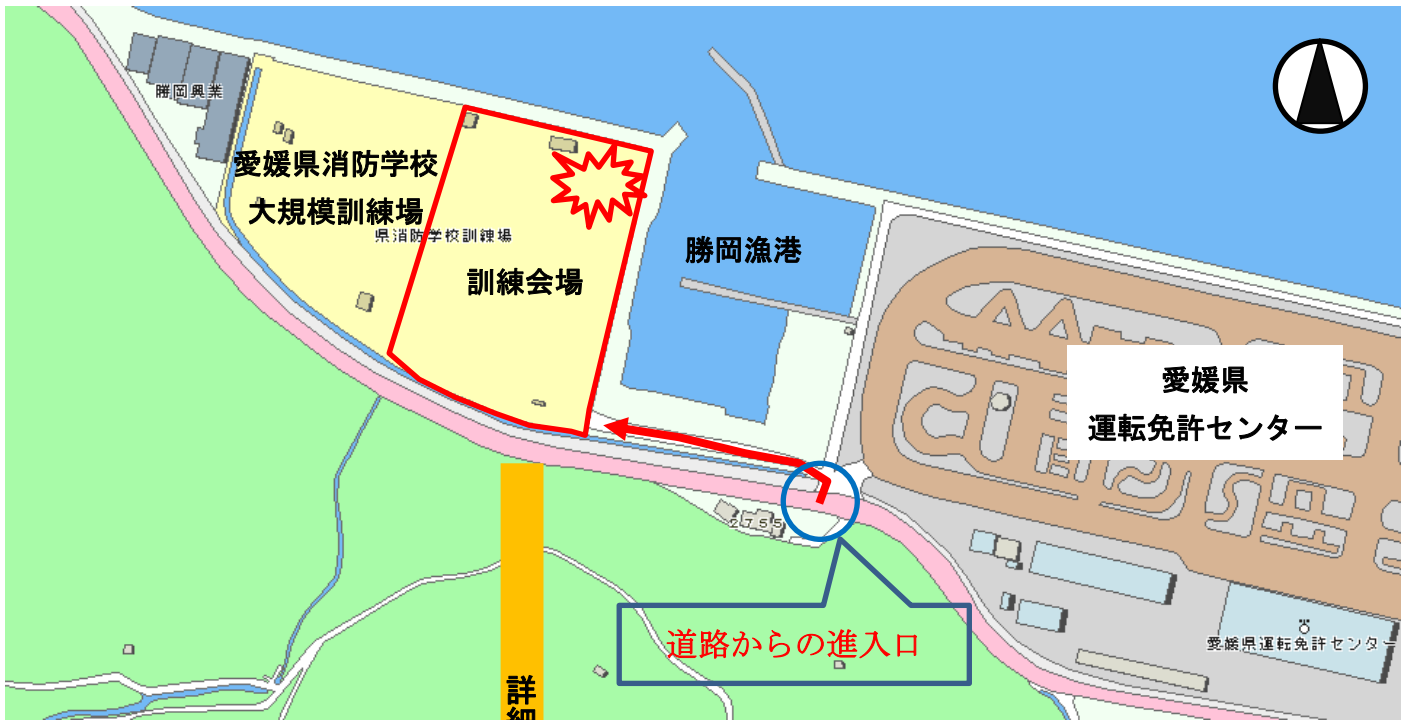 勝岡興業
愛媛県消防学校
大規模訓練場
県消防学校訓練場
訓練会場
勝岡漁港
愛媛県
運転免許センター
2755
道路からの進入口
愛媛県運転免許センター
詳細